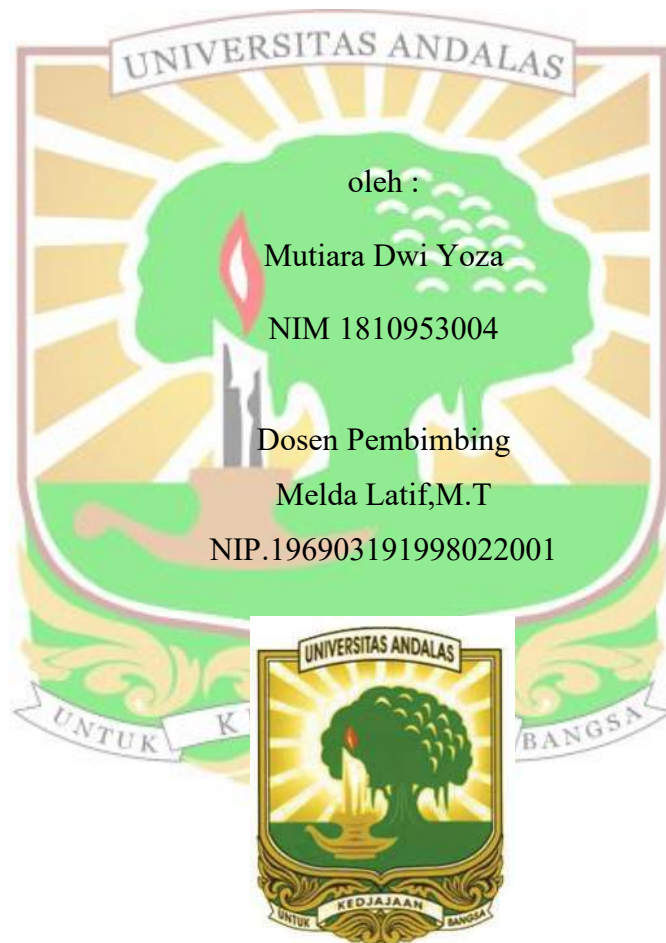 UNIVERSITAS ANDALAS
oleh :
Mutiara Dwi Yoza
NIM 1810953004
Dosen Pembimbing
Melda Latif,M.T
NIP.196903191998022001
UNTUK K BANGSA
UNIVERSITAS ANDALAS
UNTUK KEDJAJAAN BANGSA